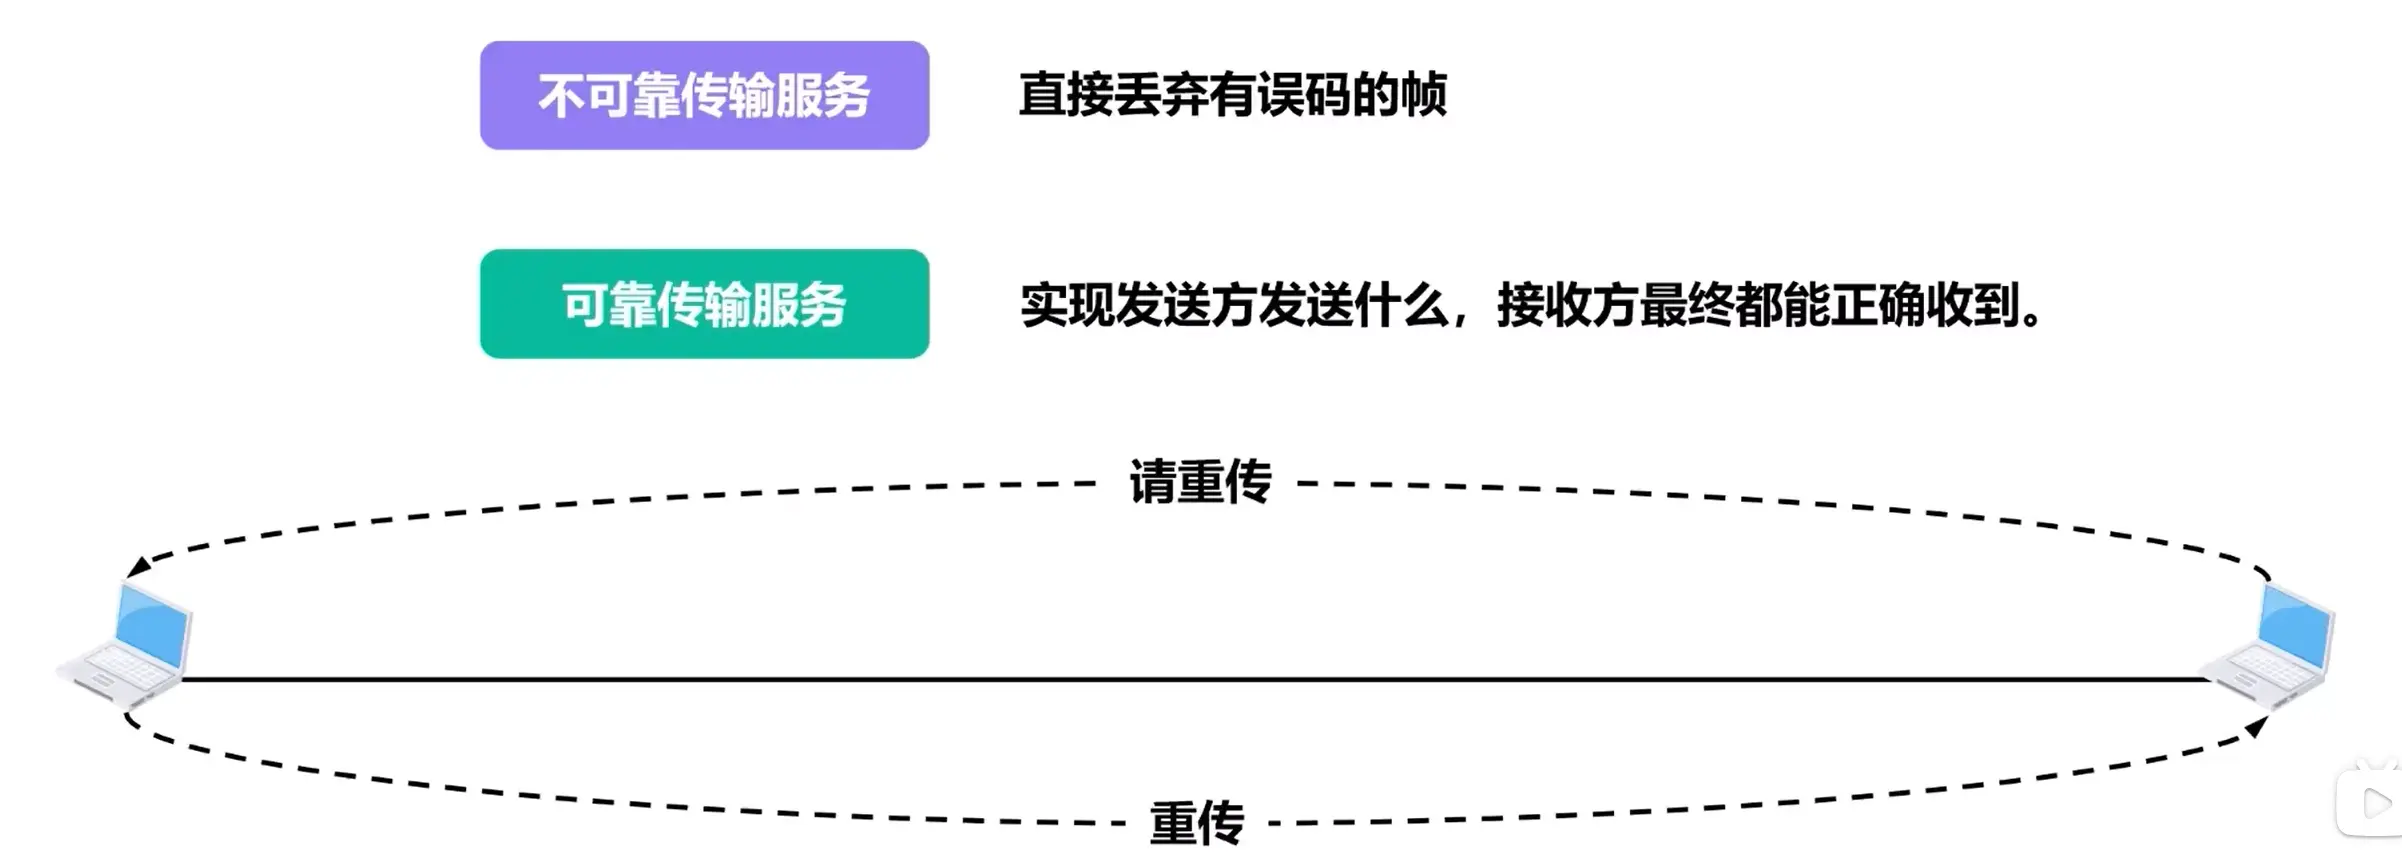 不可靠传输服务
直接丢弃有误码的帧
可靠传输服务
实现发送方发送什么，接收方最终都能正确收到。
请重传
重传